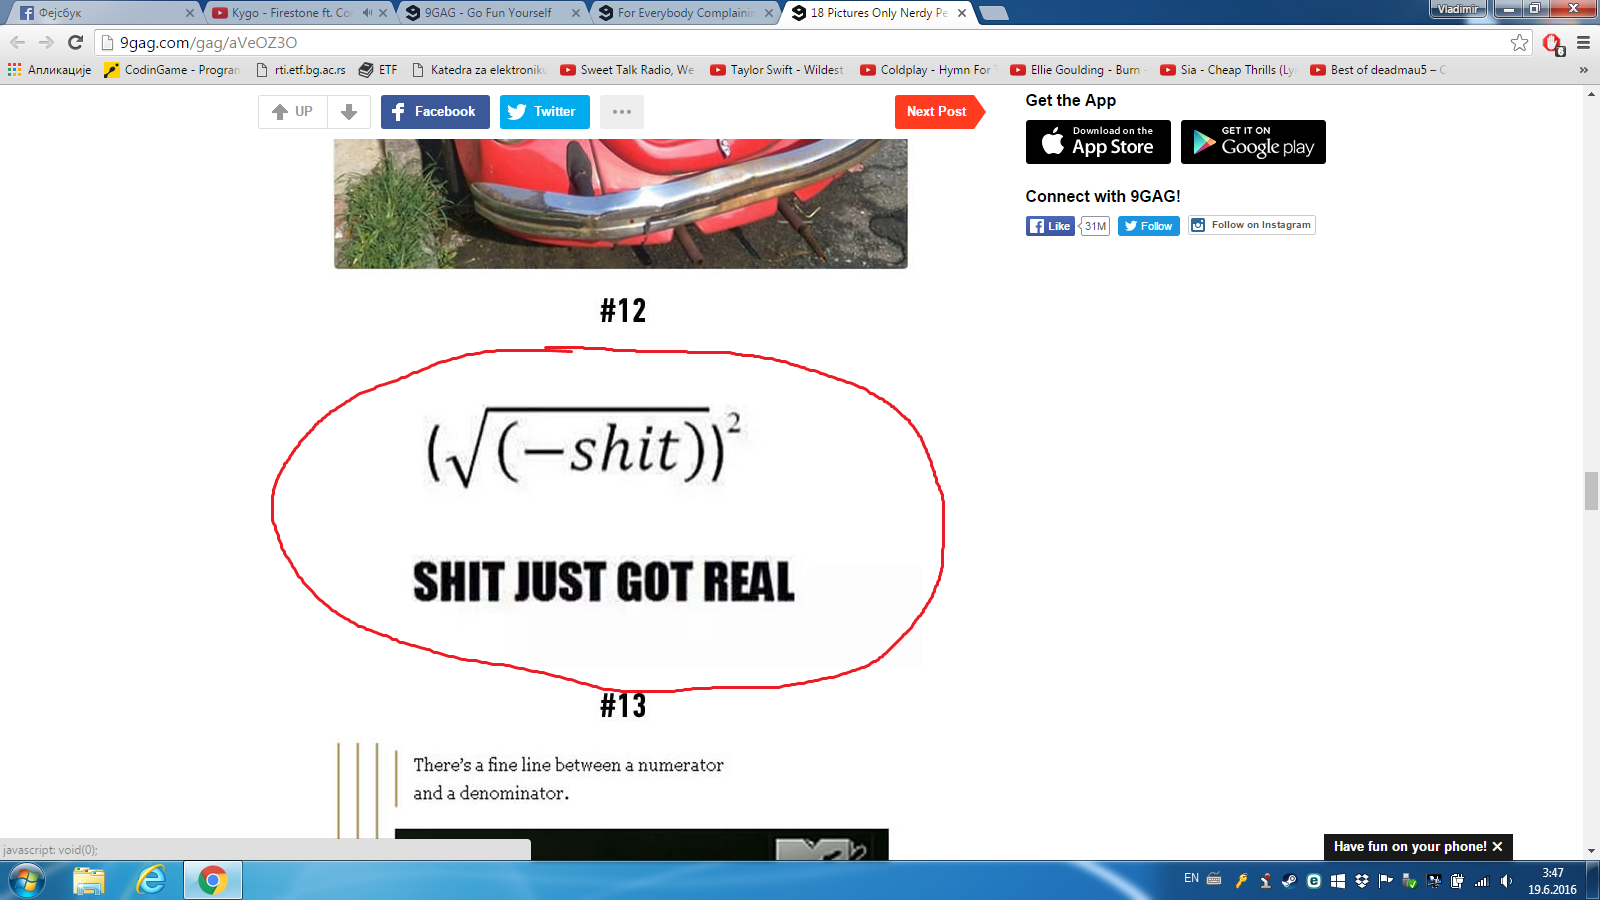 Фејсбук
Kygo - Firestone ft. Co
9GAG - Go Fun Yourself
For Everybody Complainin
18 Pictures Only Nerdy Pe
Vladimir
9gag.com/gag/aVeOZ3O
6
Апликације
CodinGame - Program
rti.etf.bg.ac.rs
ETF
Katedra za elektroniku
Sweet Talk Radio, We
Taylor Swift - Wildest
Coldplay - Hymn For
Ellie Goulding - Burn -
Sia - Cheap Thrills (Ly
Best of deadmau5 – C
»
UP
Facebook
Twitter
•••
Next Post
Get the App
Download on the
App Store
GET IT ON
Google play
Connect with 9GAG!
Like
31M
Follow
Follow on Instagram
#12
(√(−shit))²
SHIT JUST GOT REAL
#13
There's a fine line between a numerator
and a denominator.
javascript: void(0);
Have fun on your phone! ✕
EN
3:47
19.6.2016